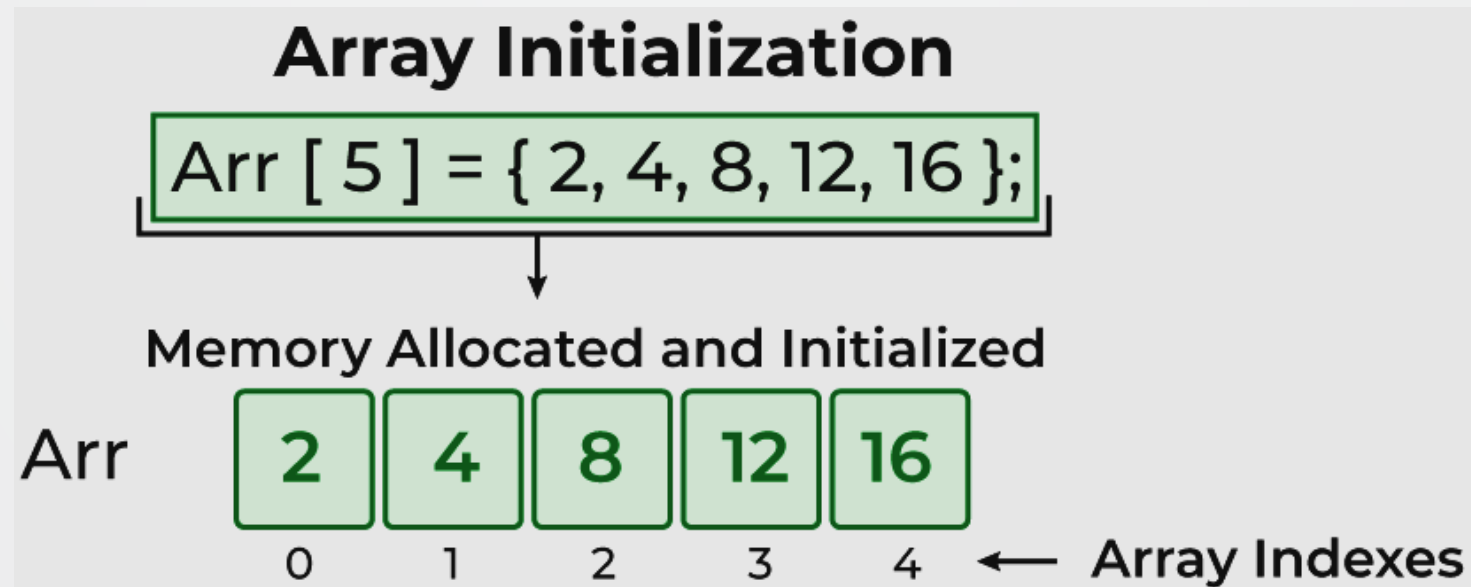 Array Initialization
Arr [ 5 ] = { 2, 4, 8, 12, 16 };
Memory Allocated and Initialized
Arr 2 4 8 12 16
0 1 2 3 4 Array Indexes